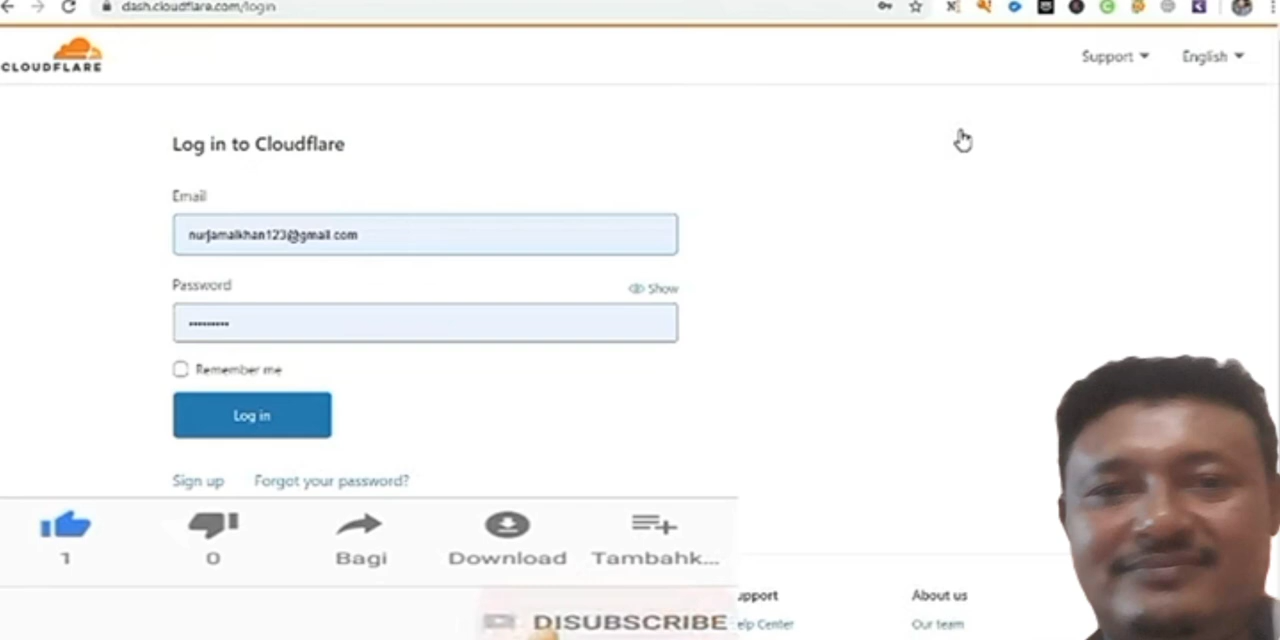 dash.cloudflare.com/login
CLOUDFLARE
Support
English
Log in to Cloudflare
Email
nurjamalkhan123@gmail.com
Password
Show
Remember me
Log in
Sign up Forgot your password?
1
0
Bagi
Download
Tambahk...
DISUBSCRIBE
upport
elp Center
About us
Our team